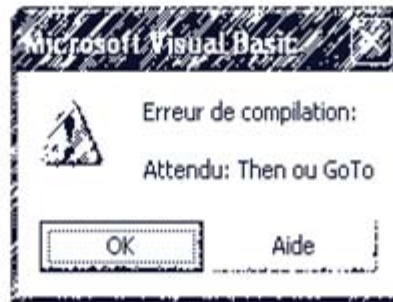 Microsoft Visual Basic
Erreur de compilation:
Attendu: Then ou GoTo
OK
Aide